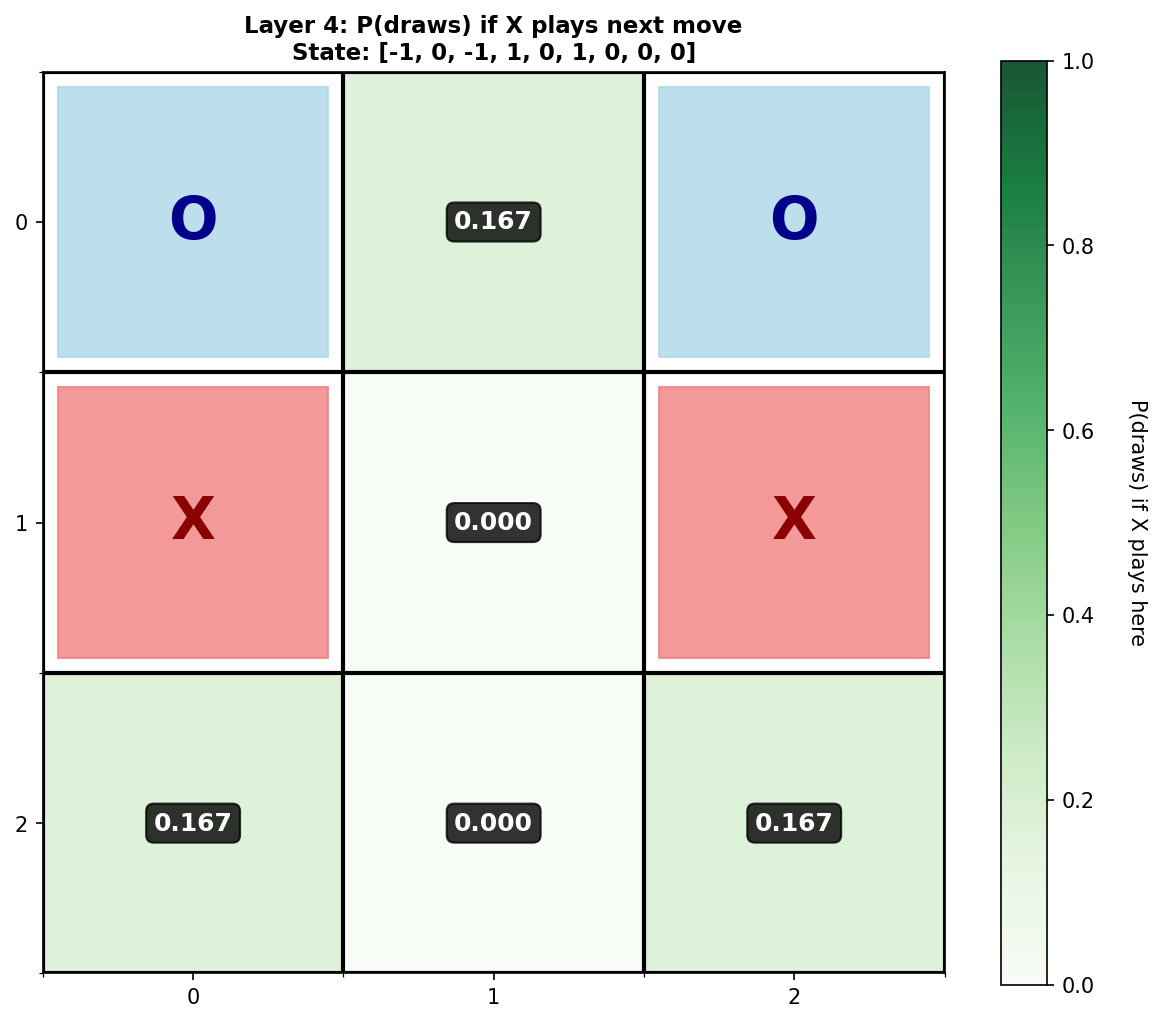 Layer 4: P(draws) if X plays next move
State: [-1, 0, -1, 1, 0, 1, 0, 0, 0]
O
0.167
O
X
0.000
X
0.167
0.000
0.167
0
1
2
0
1
2
1.0
0.8
0.6
0.4
0.2
0.0
P(draws) if X plays here